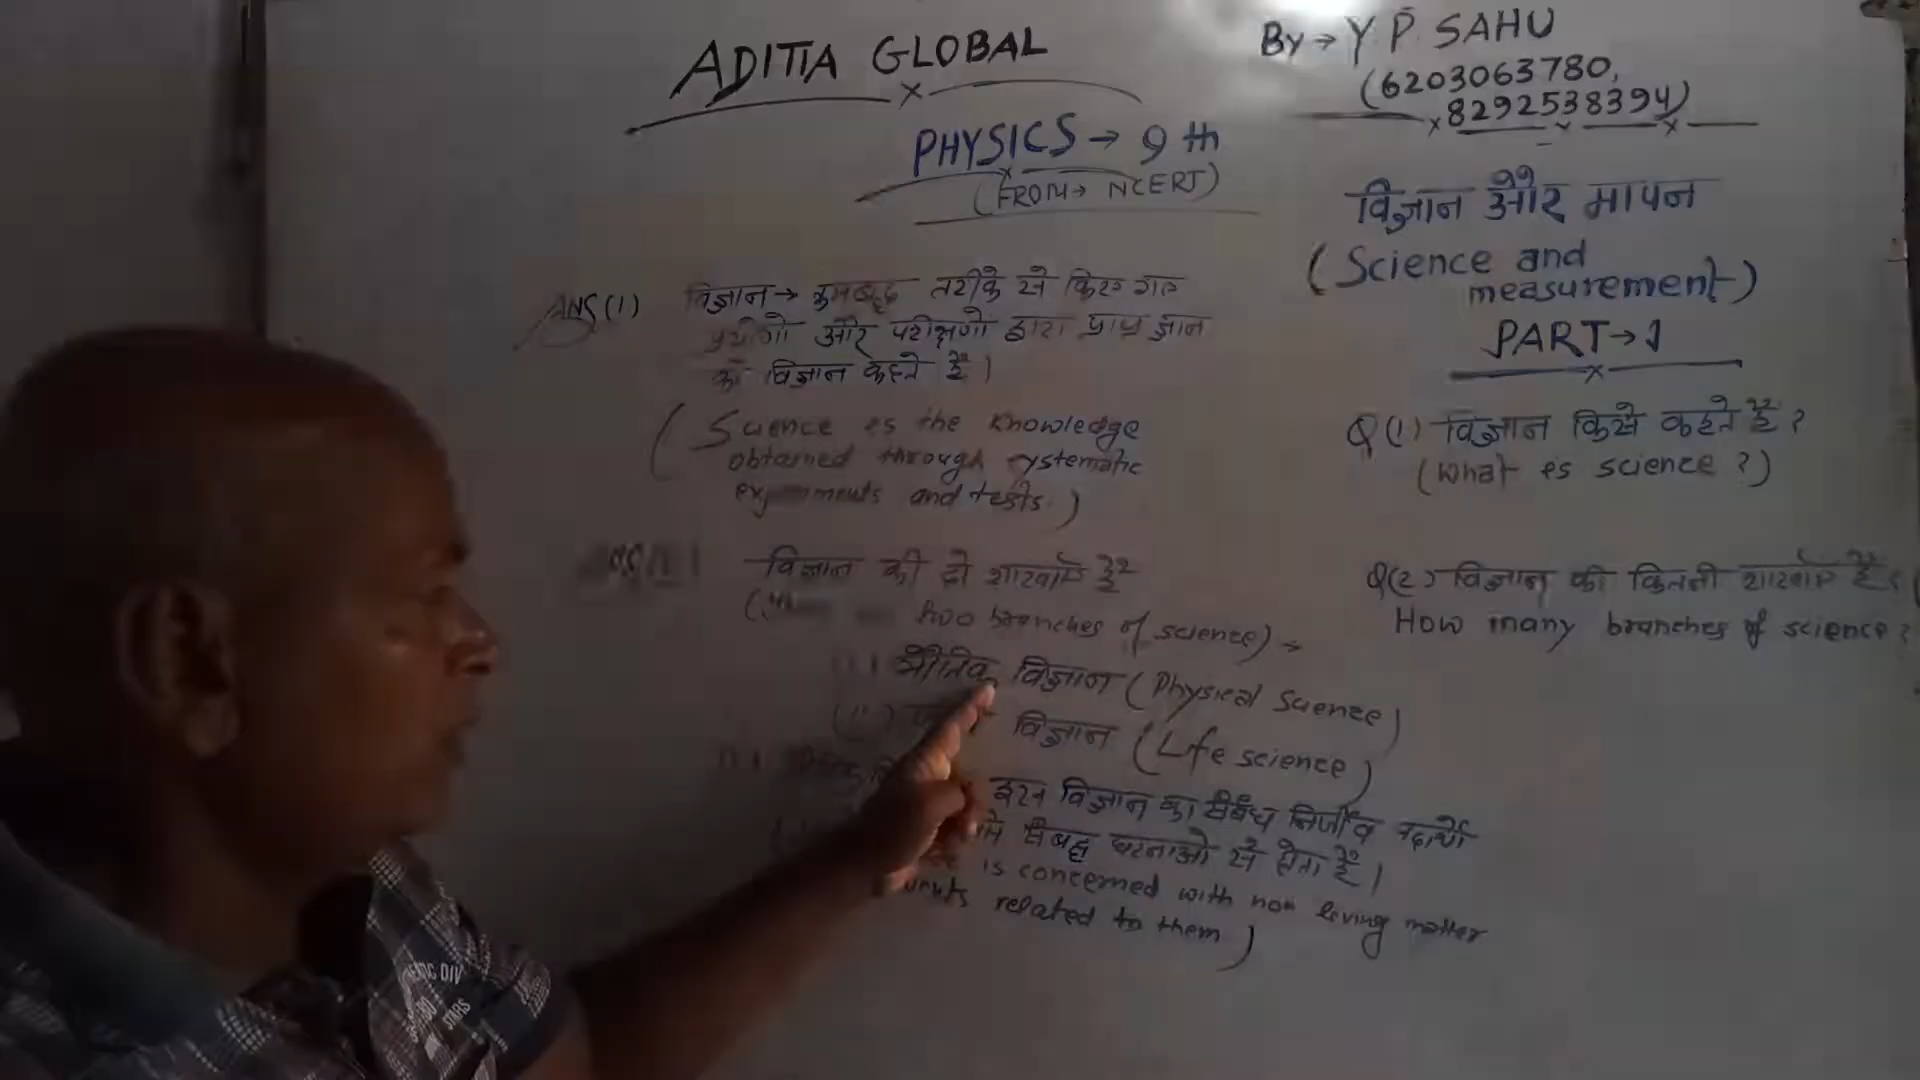 ADITIA GLOBAL
By → Y P SAHU
(6203063780,
8292538394)
PHYSICS → 9 th
(FROM → NCERT)
विज्ञान और मापन
(Science and
measurement)
PART → 1
ANS (1) विज्ञान → क्रमबद्ध तरीके से किए गए
प्रयोगो और परीक्षणो द्वारा प्राप्त ज्ञान
को विज्ञान कहते है।
(Science is the knowledge
obtained through systematic
and tests.)
Q (1) विज्ञान किसे कहते है?
(What is science ?)
विज्ञान की दो शाखाएँ है
two branches of science) →
Q(2) विज्ञान की कितनी शाखाएँ है
How many branches of science ?
भौतिक विज्ञान (Physical Science)
(ii) विज्ञान (Life science)
इस विज्ञान का संबंध निर्जीव पदार्थो
संबद्ध घटनाओ से होता है।
is concerned with non living matter
related to them)
DIV
STARS